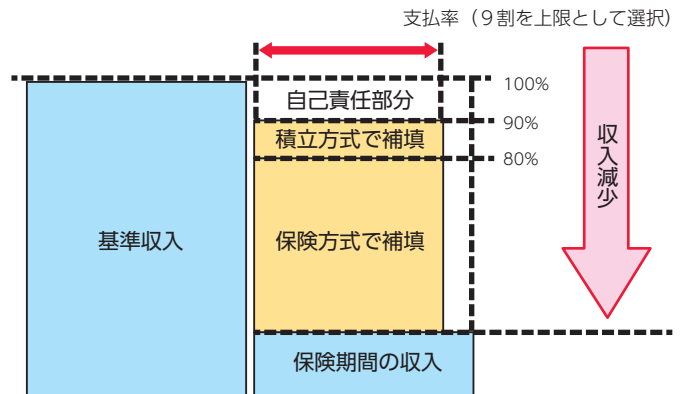 支払率（９割を上限として選択）
100%
自己責任部分
90%
積立方式で補填
80%
収入減少
基準収入
保険方式で補填
保険期間の収入